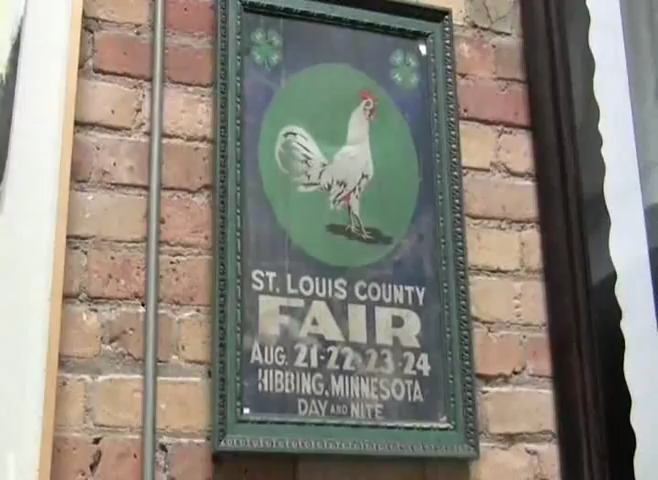 ST. LOUIS COUNTY
FAIR
AUG. 21-22-23-24
HIBBING, MINNESOTA
DAY AND NITE